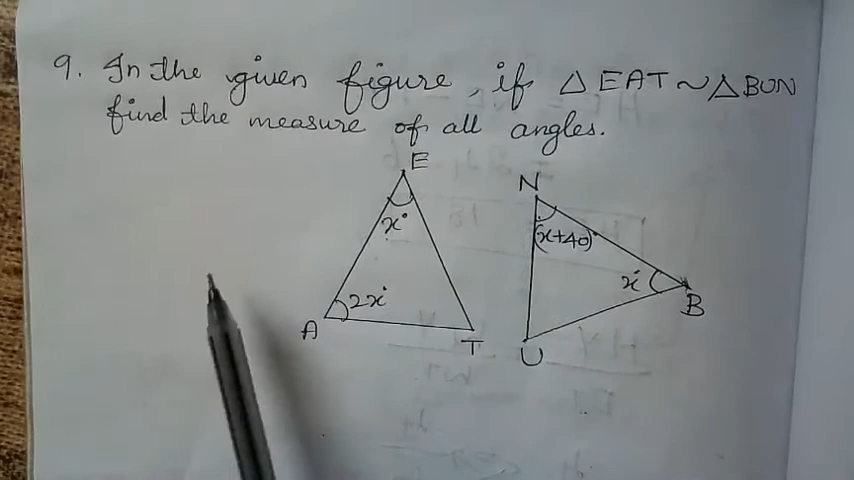 9. In the given figure, if △EAT ~ △BUN
find the measure of all angles.
E
N
x°
(x+40)°
2x°
x°
B
A
T
U